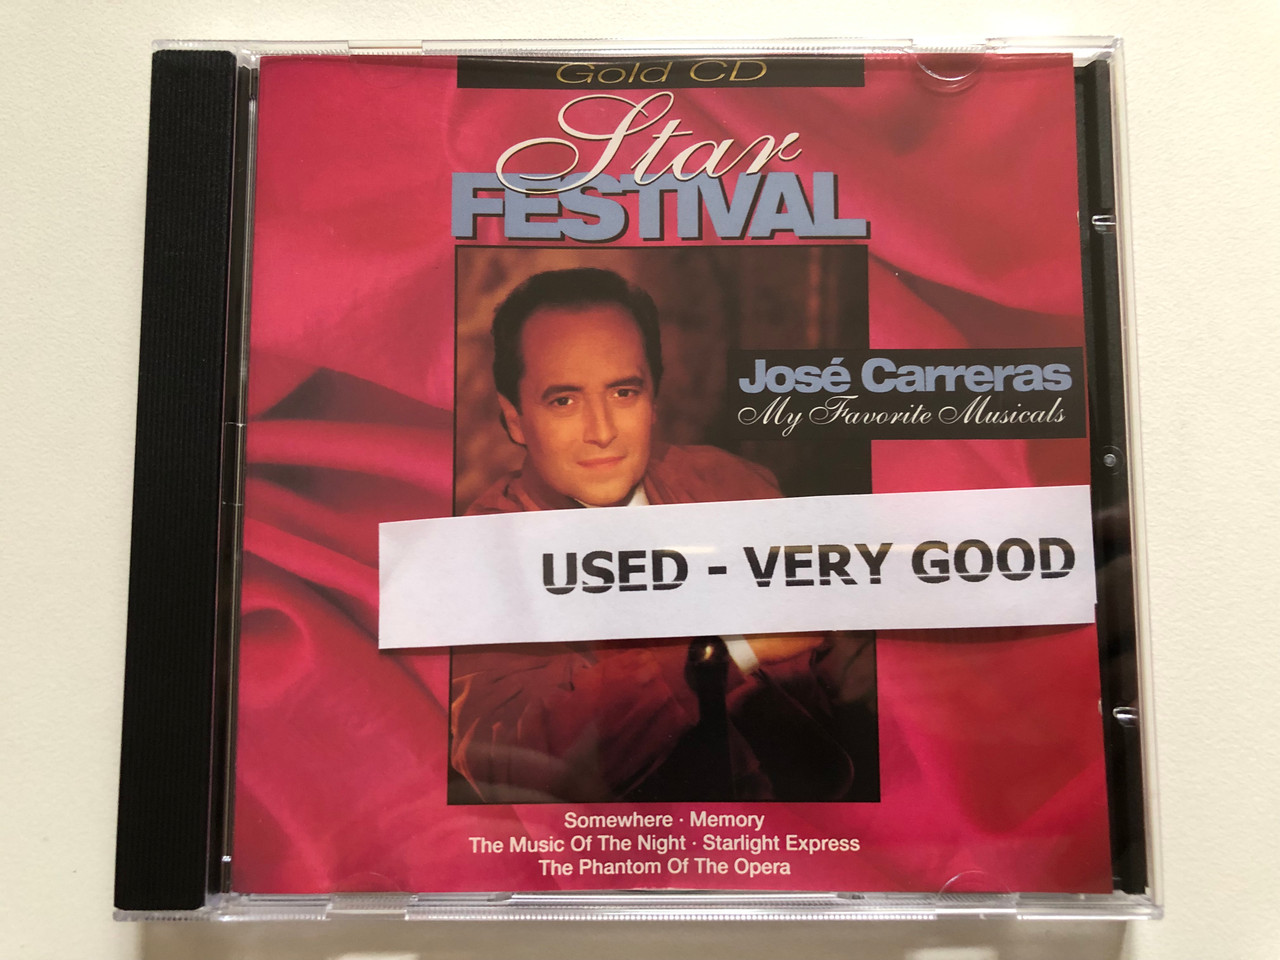 Gold CD
Star
FESTIVAL
José Carreras
My Favorite Musicals
USED - VERY GOOD
Somewhere · Memory
The Music Of The Night · Starlight Express
The Phantom Of The Opera